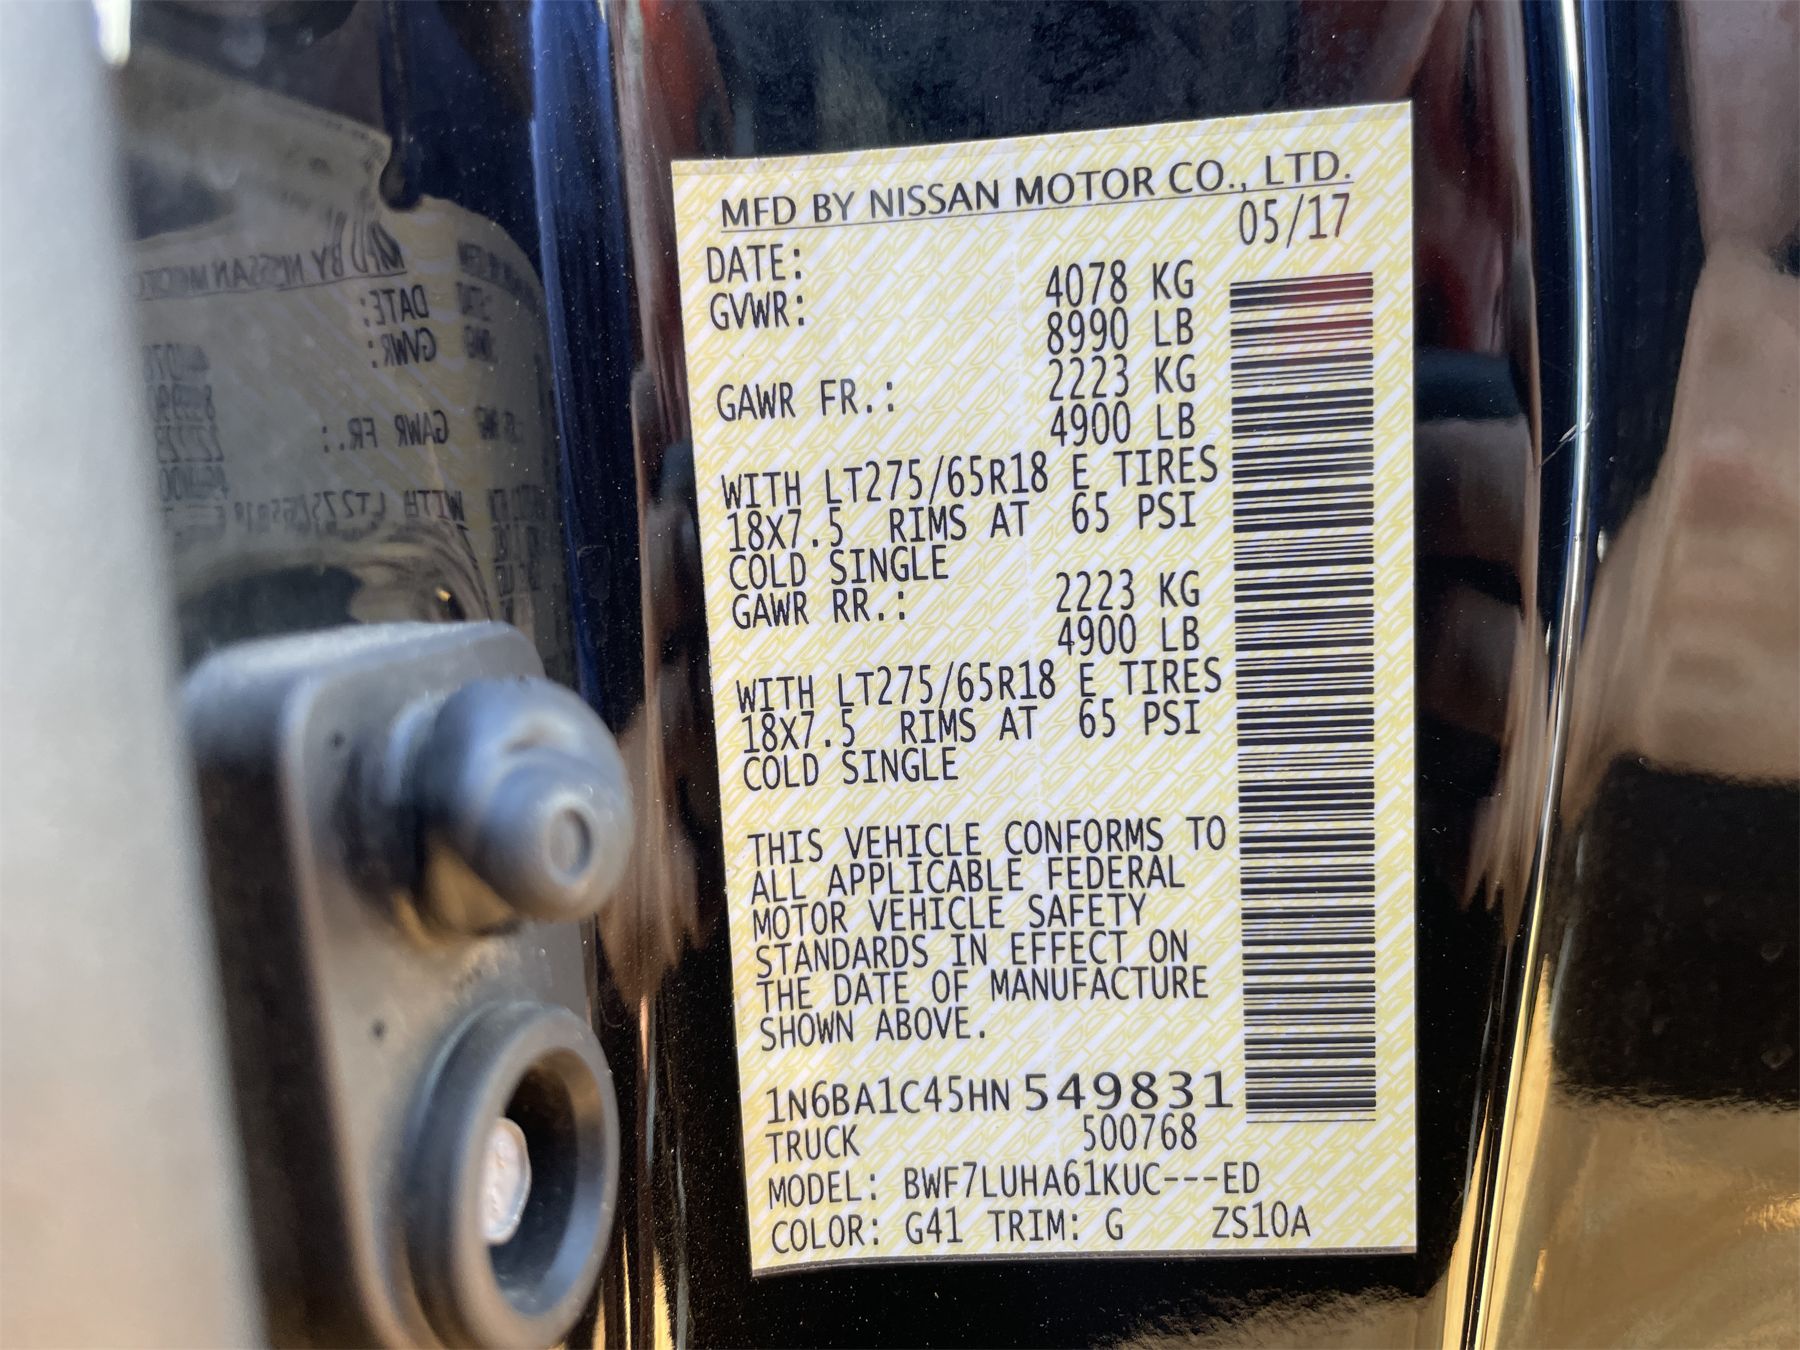 MFD BY NISSAN MOTOR CO., LTD.
DATE: 05/17
GVWR: 4078 KG
8990 LB
GAWR FR.: 2223 KG
4900 LB
WITH LT275/65R18 E TIRES
18X7.5 RIMS AT 65 PSI
COLD SINGLE
GAWR RR.: 2223 KG
4900 LB
WITH LT275/65R18 E TIRES
18X7.5 RIMS AT 65 PSI
COLD SINGLE
THIS VEHICLE CONFORMS TO
ALL APPLICABLE FEDERAL
MOTOR VEHICLE SAFETY
STANDARDS IN EFFECT ON
THE DATE OF MANUFACTURE
SHOWN ABOVE.
1N6BA1C45HN549831
TRUCK 500768
MODEL: BWF7LUHA61KUC---ED
COLOR: G41 TRIM: G ZS10A